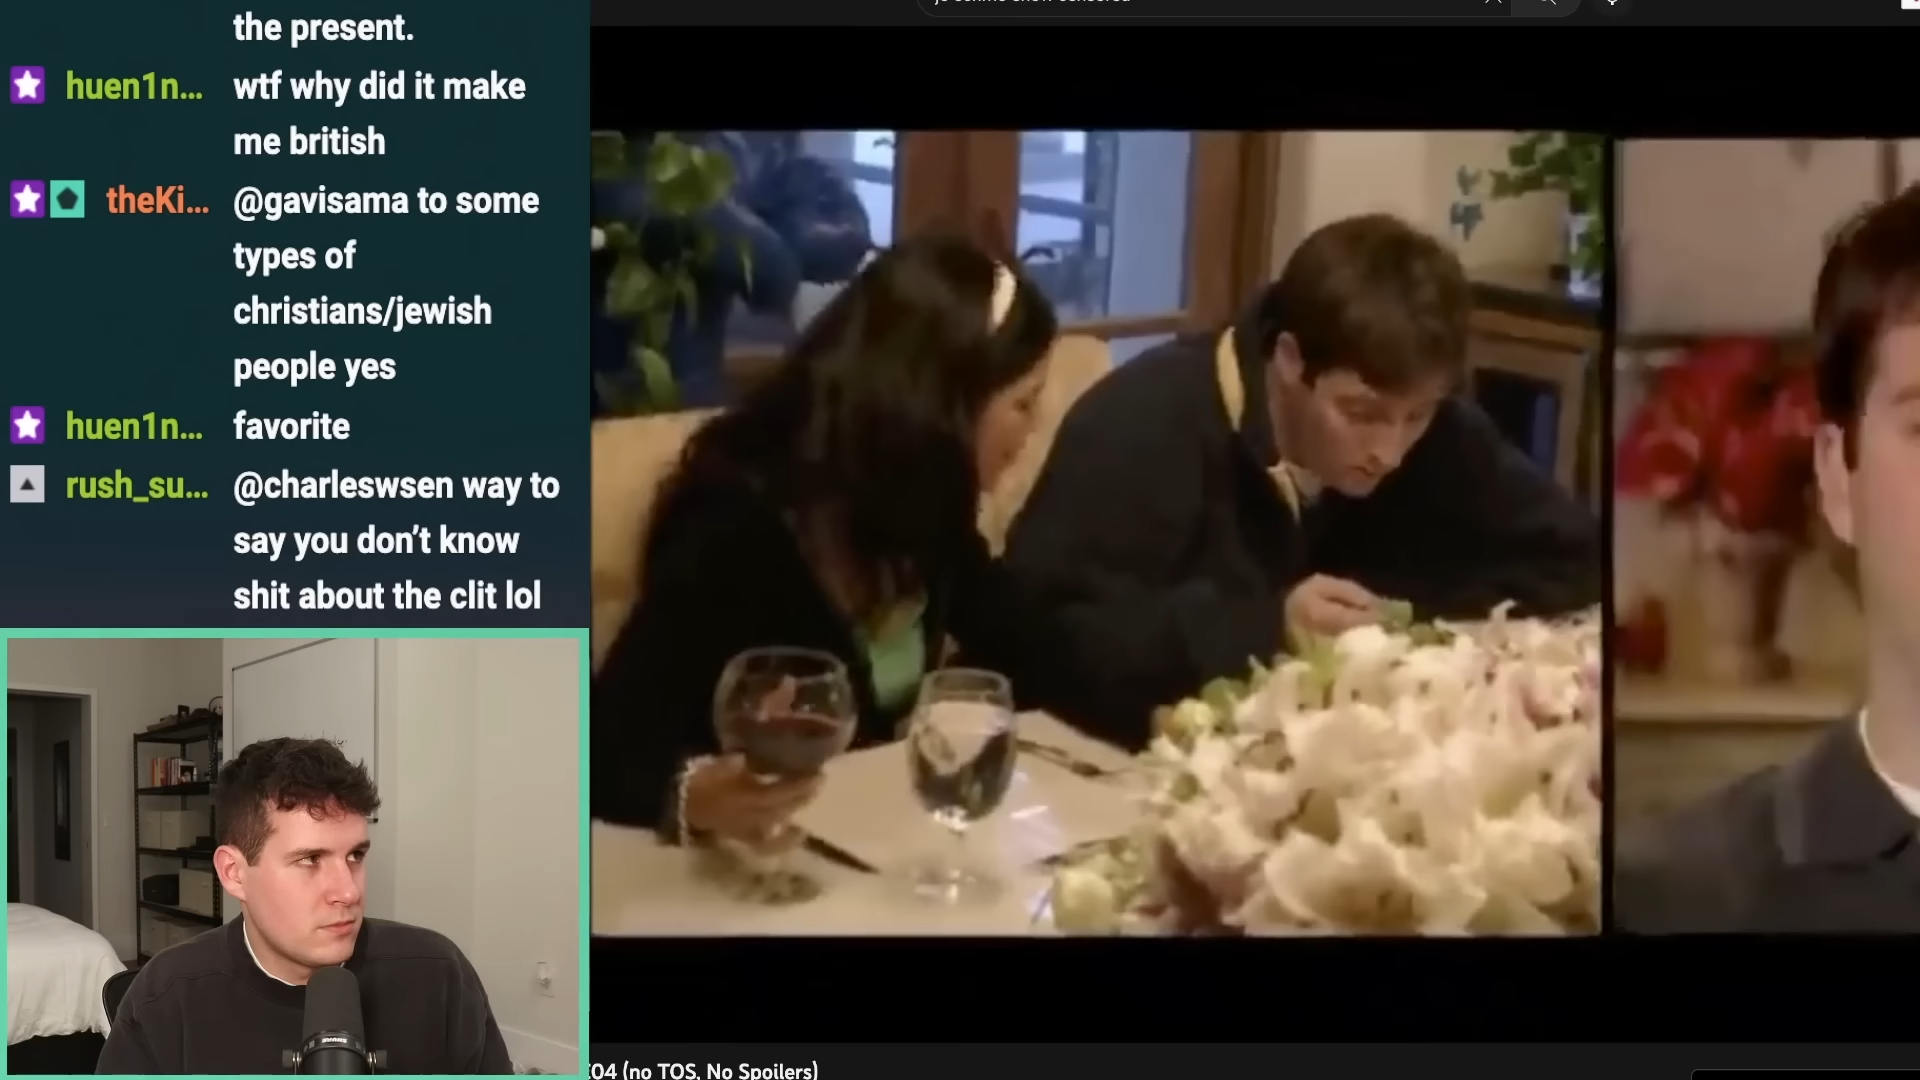 the present.
huen1n... wtf why did it make
me british
theKi... @gavisama to some
types of
christians/jewish
people yes
huen1n... favorite
rush_su... @charleswsen way to
say you don't know
shit about the clit lol
04 (no TOS, No Spoilers)